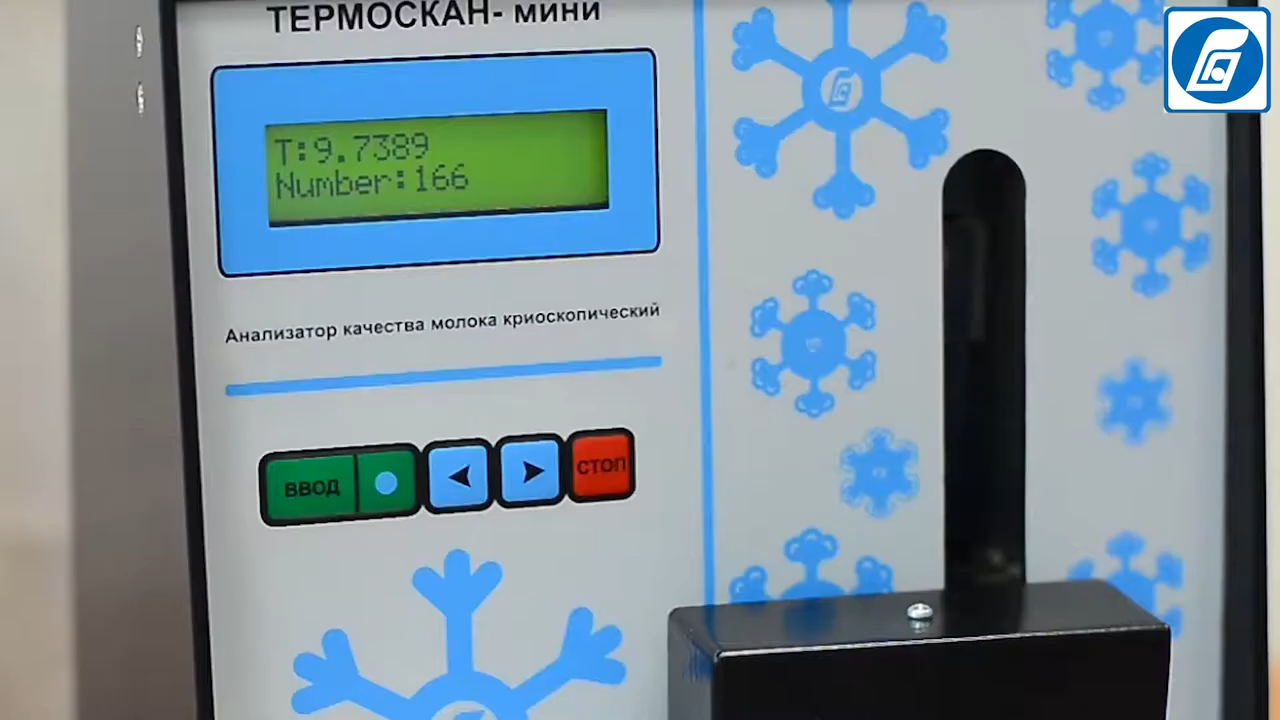 ТЕРМОСКАН- мини
T:9.7389
Number:166
Анализатор качества молока криоскопический
ВВОД
СТОП